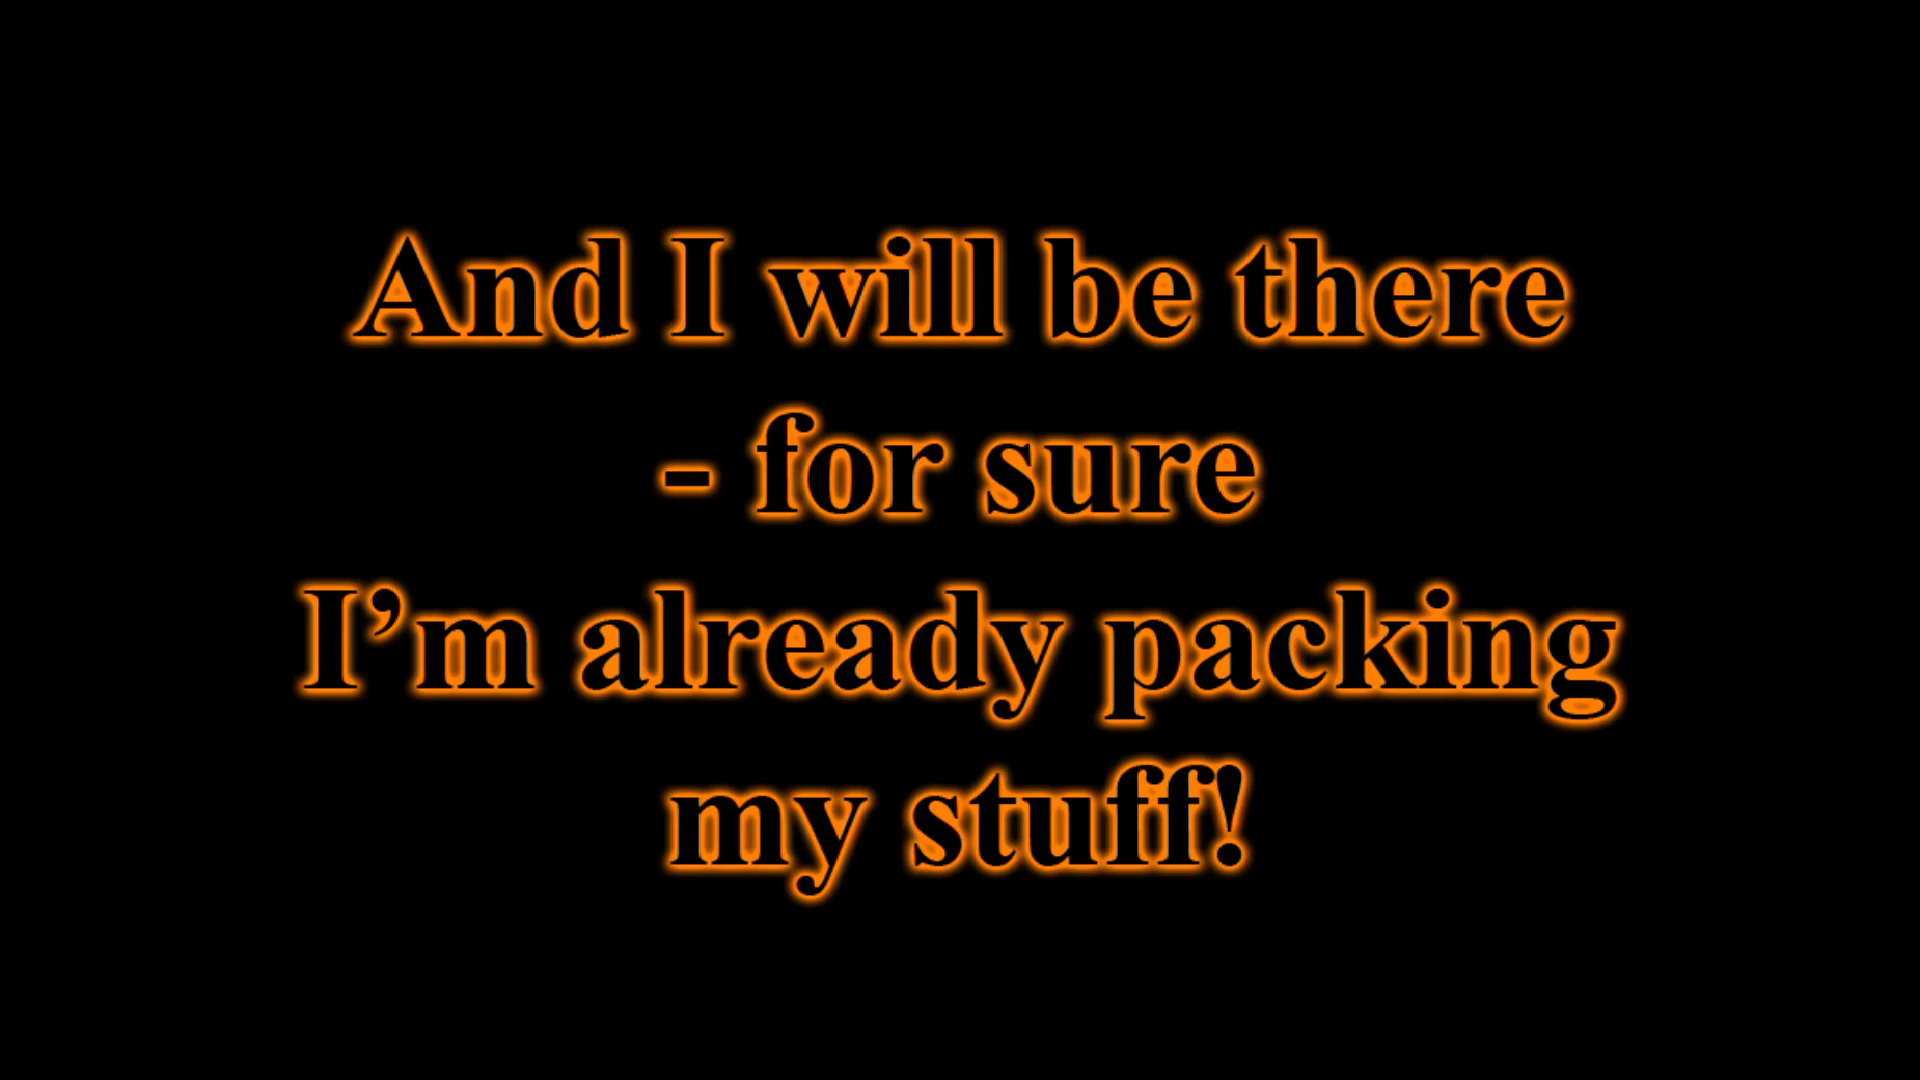 And I will be there
- for sure
I’m already packing
my stuff!